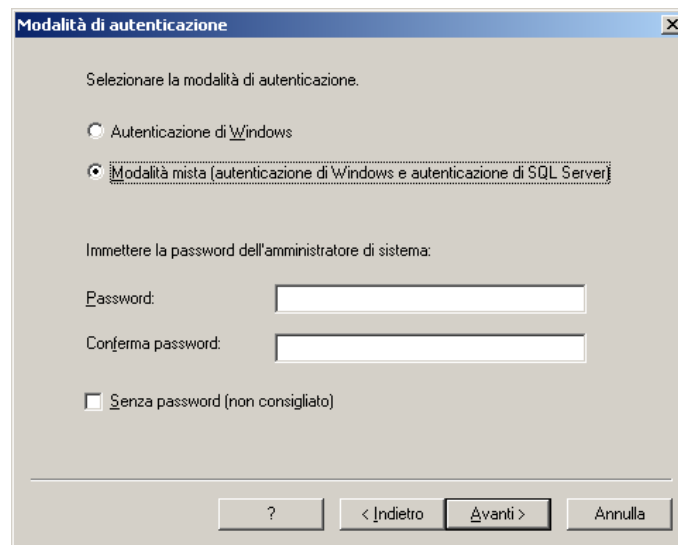 Modalità di autenticazione
Selezionare la modalità di autenticazione.
Autenticazione di Windows
Modalità mista (autenticazione di Windows e autenticazione di SQL Server)
Immettere la password dell'amministratore di sistema:
Password:
Conferma password:
Senza password (non consigliato)
? < Indietro Avanti > Annulla